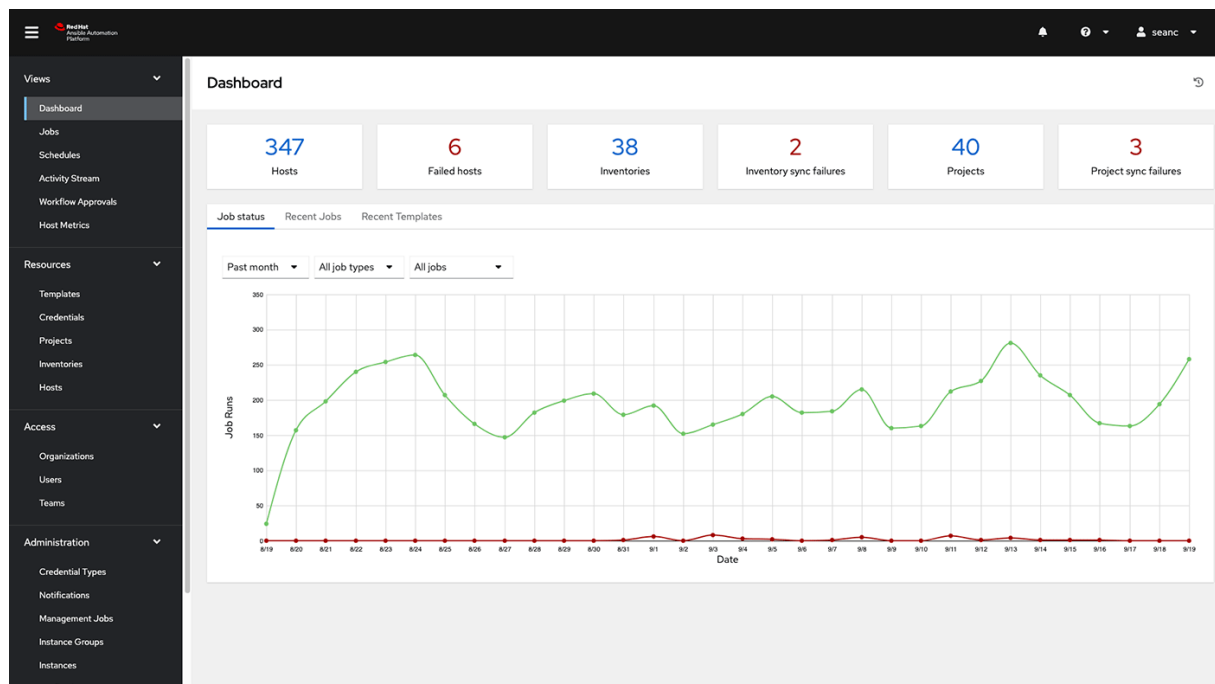 Red Hat
Ansible Automation
Platform
seanc
Views
Dashboard
Jobs
Schedules
Activity Stream
Workflow Approvals
Host Metrics
Resources
Templates
Credentials
Projects
Inventories
Hosts
Access
Organizations
Users
Teams
Administration
Credential Types
Notifications
Management Jobs
Instance Groups
Instances
Dashboard
347 6 38 2 40 3
Hosts Failed hosts Inventories Inventory sync failures Projects Project sync failures
Job status Recent Jobs Recent Templates
Past month All job types All jobs
350
300
250
200
150
100
50
0
Job Runs
8/19 8/20 8/21 8/22 8/23 8/24 8/25 8/26 8/27 8/28 8/29 8/30 8/31 9/1 9/2 9/3 9/4 9/5 9/6 9/7 9/8 9/9 9/10 9/11 9/12 9/13 9/14 9/15 9/16 9/17 9/18 9/19
Date